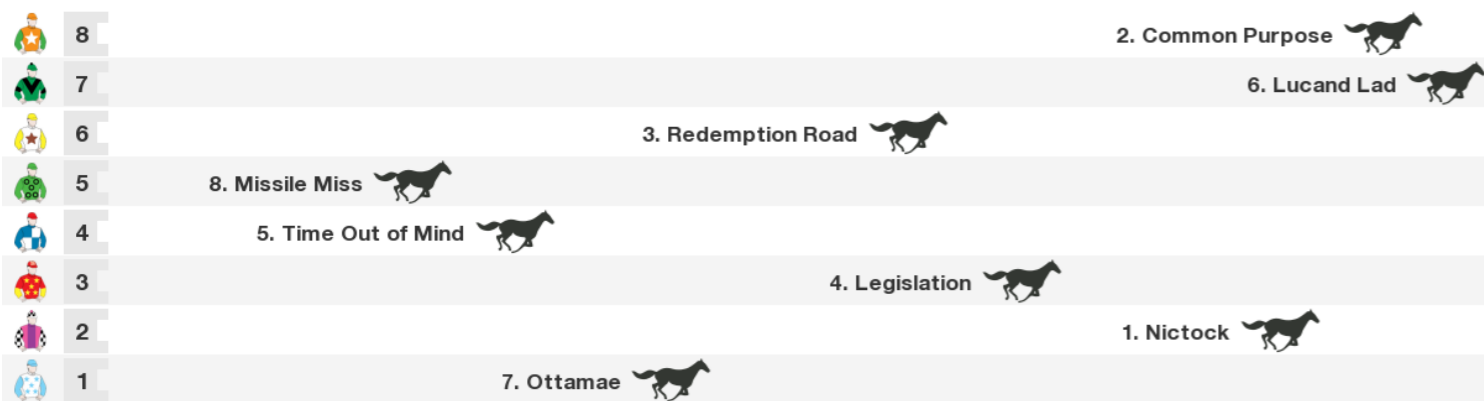 8 2. Common Purpose
7 6. Lucand Lad
6 3. Redemption Road
5 8. Missile Miss
4 5. Time Out of Mind
3 4. Legislation
2 1. Nictock
1 7. Ottamae